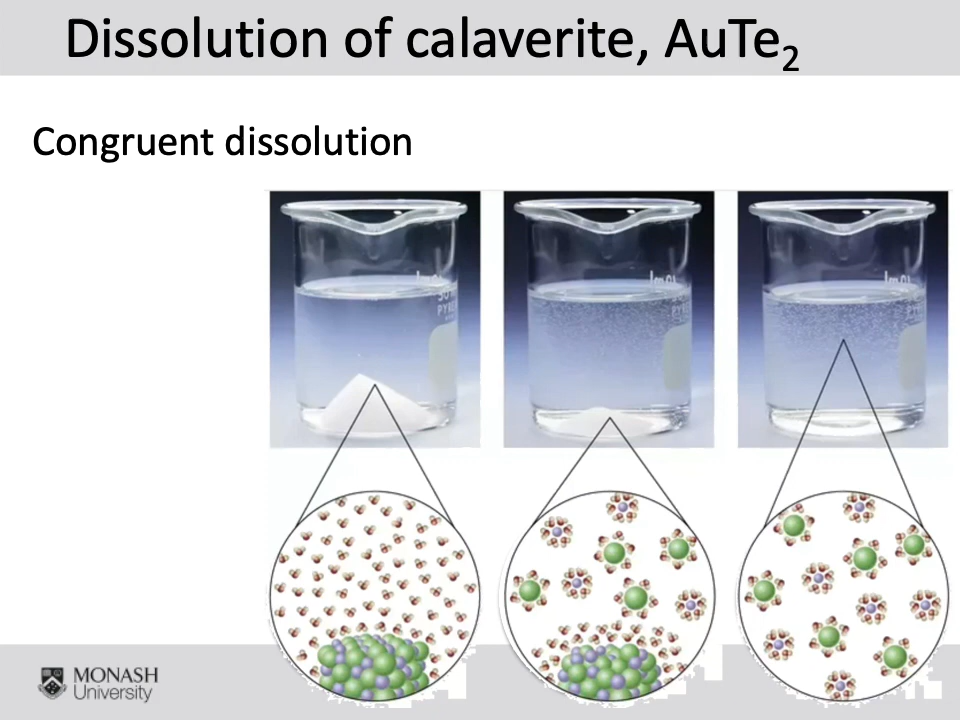 Dissolution of calaverite, AuTe₂
Congruent dissolution
MONASH
University